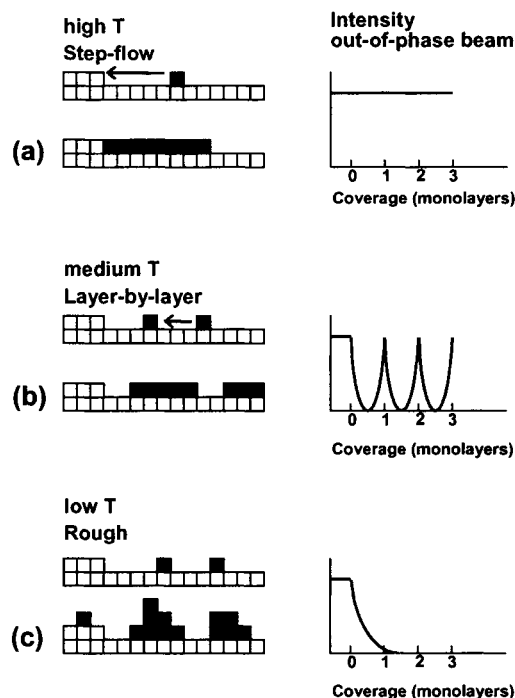 high T
Step-flow
Intensity
out-of-phase beam
(a)
0 1 2 3
Coverage (monolayers)
medium T
Layer-by-layer
(b)
0 1 2 3
Coverage (monolayers)
low T
Rough
(c)
0 1 2 3
Coverage (monolayers)